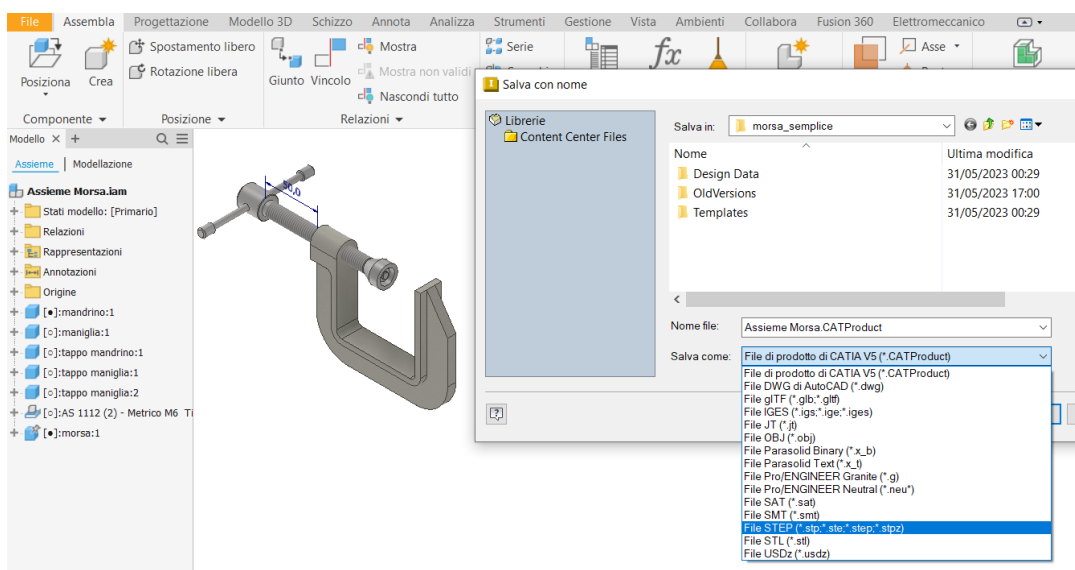 File Assembla Progettazione Modello 3D Schizzo Annota Analizza Strumenti Gestione Vista Ambienti Collabora Fusion 360 Elettromeccanico
Posiziona
Crea
Spostamento libero
Rotazione libera
Giunto Vincolo
Mostra
Mostra non validi
Nascondi tutto
Serie
fx
Asse
Componente
Posizione
Relazioni
Modello × +
Assieme | Modellazione
Assieme Morsa.iam
Stati modello: [Primario]
Relazioni
Rappresentazioni
Annotazioni
Origine
[●]:mandrino:1
[○]:maniglia:1
[○]:tappo mandrino:1
[○]:tappo maniglia:1
[○]:tappo maniglia:2
[○]:AS 1112 (2) - Metrico M6 Ti
[●]:morsa:1
Salva con nome
Librerie
Content Center Files
Salva in: morsa_semplice
Nome Ultima modifica
Design Data 31/05/2023 00:29
OldVersions 31/05/2023 17:00
Templates 31/05/2023 00:29
Nome file: Assieme Morsa.CATProduct
Salva come: File di prodotto di CATIA V5 (*.CATProduct)
File di prodotto di CATIA V5 (*.CATProduct)
File DWG di AutoCAD (*.dwg)
File glTF (*.glb;*.gltf)
File IGES (*.igs;*.ige;*.iges)
File JT (*.jt)
File OBJ (*.obj)
File Parasolid Binary (*.x_b)
File Parasolid Text (*.x_t)
File Pro/ENGINEER Granite (*.g)
File Pro/ENGINEER Neutral (*.neu*)
File SAT (*.sat)
File SMT (*.smt)
File STEP (*.stp;*.ste;*.step;*.stpz)
File STL (*.stl)
File USDz (*.usdz)